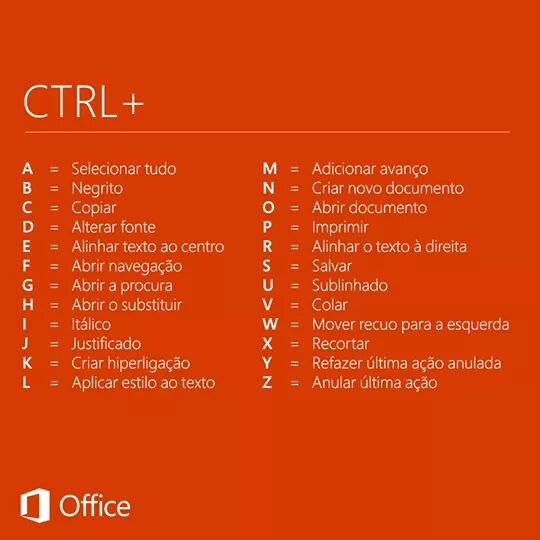 CTRL+
A = Selecionar tudo
B = Negrito
C = Copiar
D = Alterar fonte
E = Alinhar texto ao centro
F = Abrir navegação
G = Abrir a procura
H = Abrir o substituir
I = Itálico
J = Justificado
K = Criar hiperligação
L = Aplicar estilo ao texto
M = Adicionar avanço
N = Criar novo documento
O = Abrir documento
P = Imprimir
R = Alinhar o texto à direita
S = Salvar
U = Sublinhado
V = Colar
W = Mover recuo para a esquerda
X = Recortar
Y = Refazer última ação anulada
Z = Anular última ação
Office